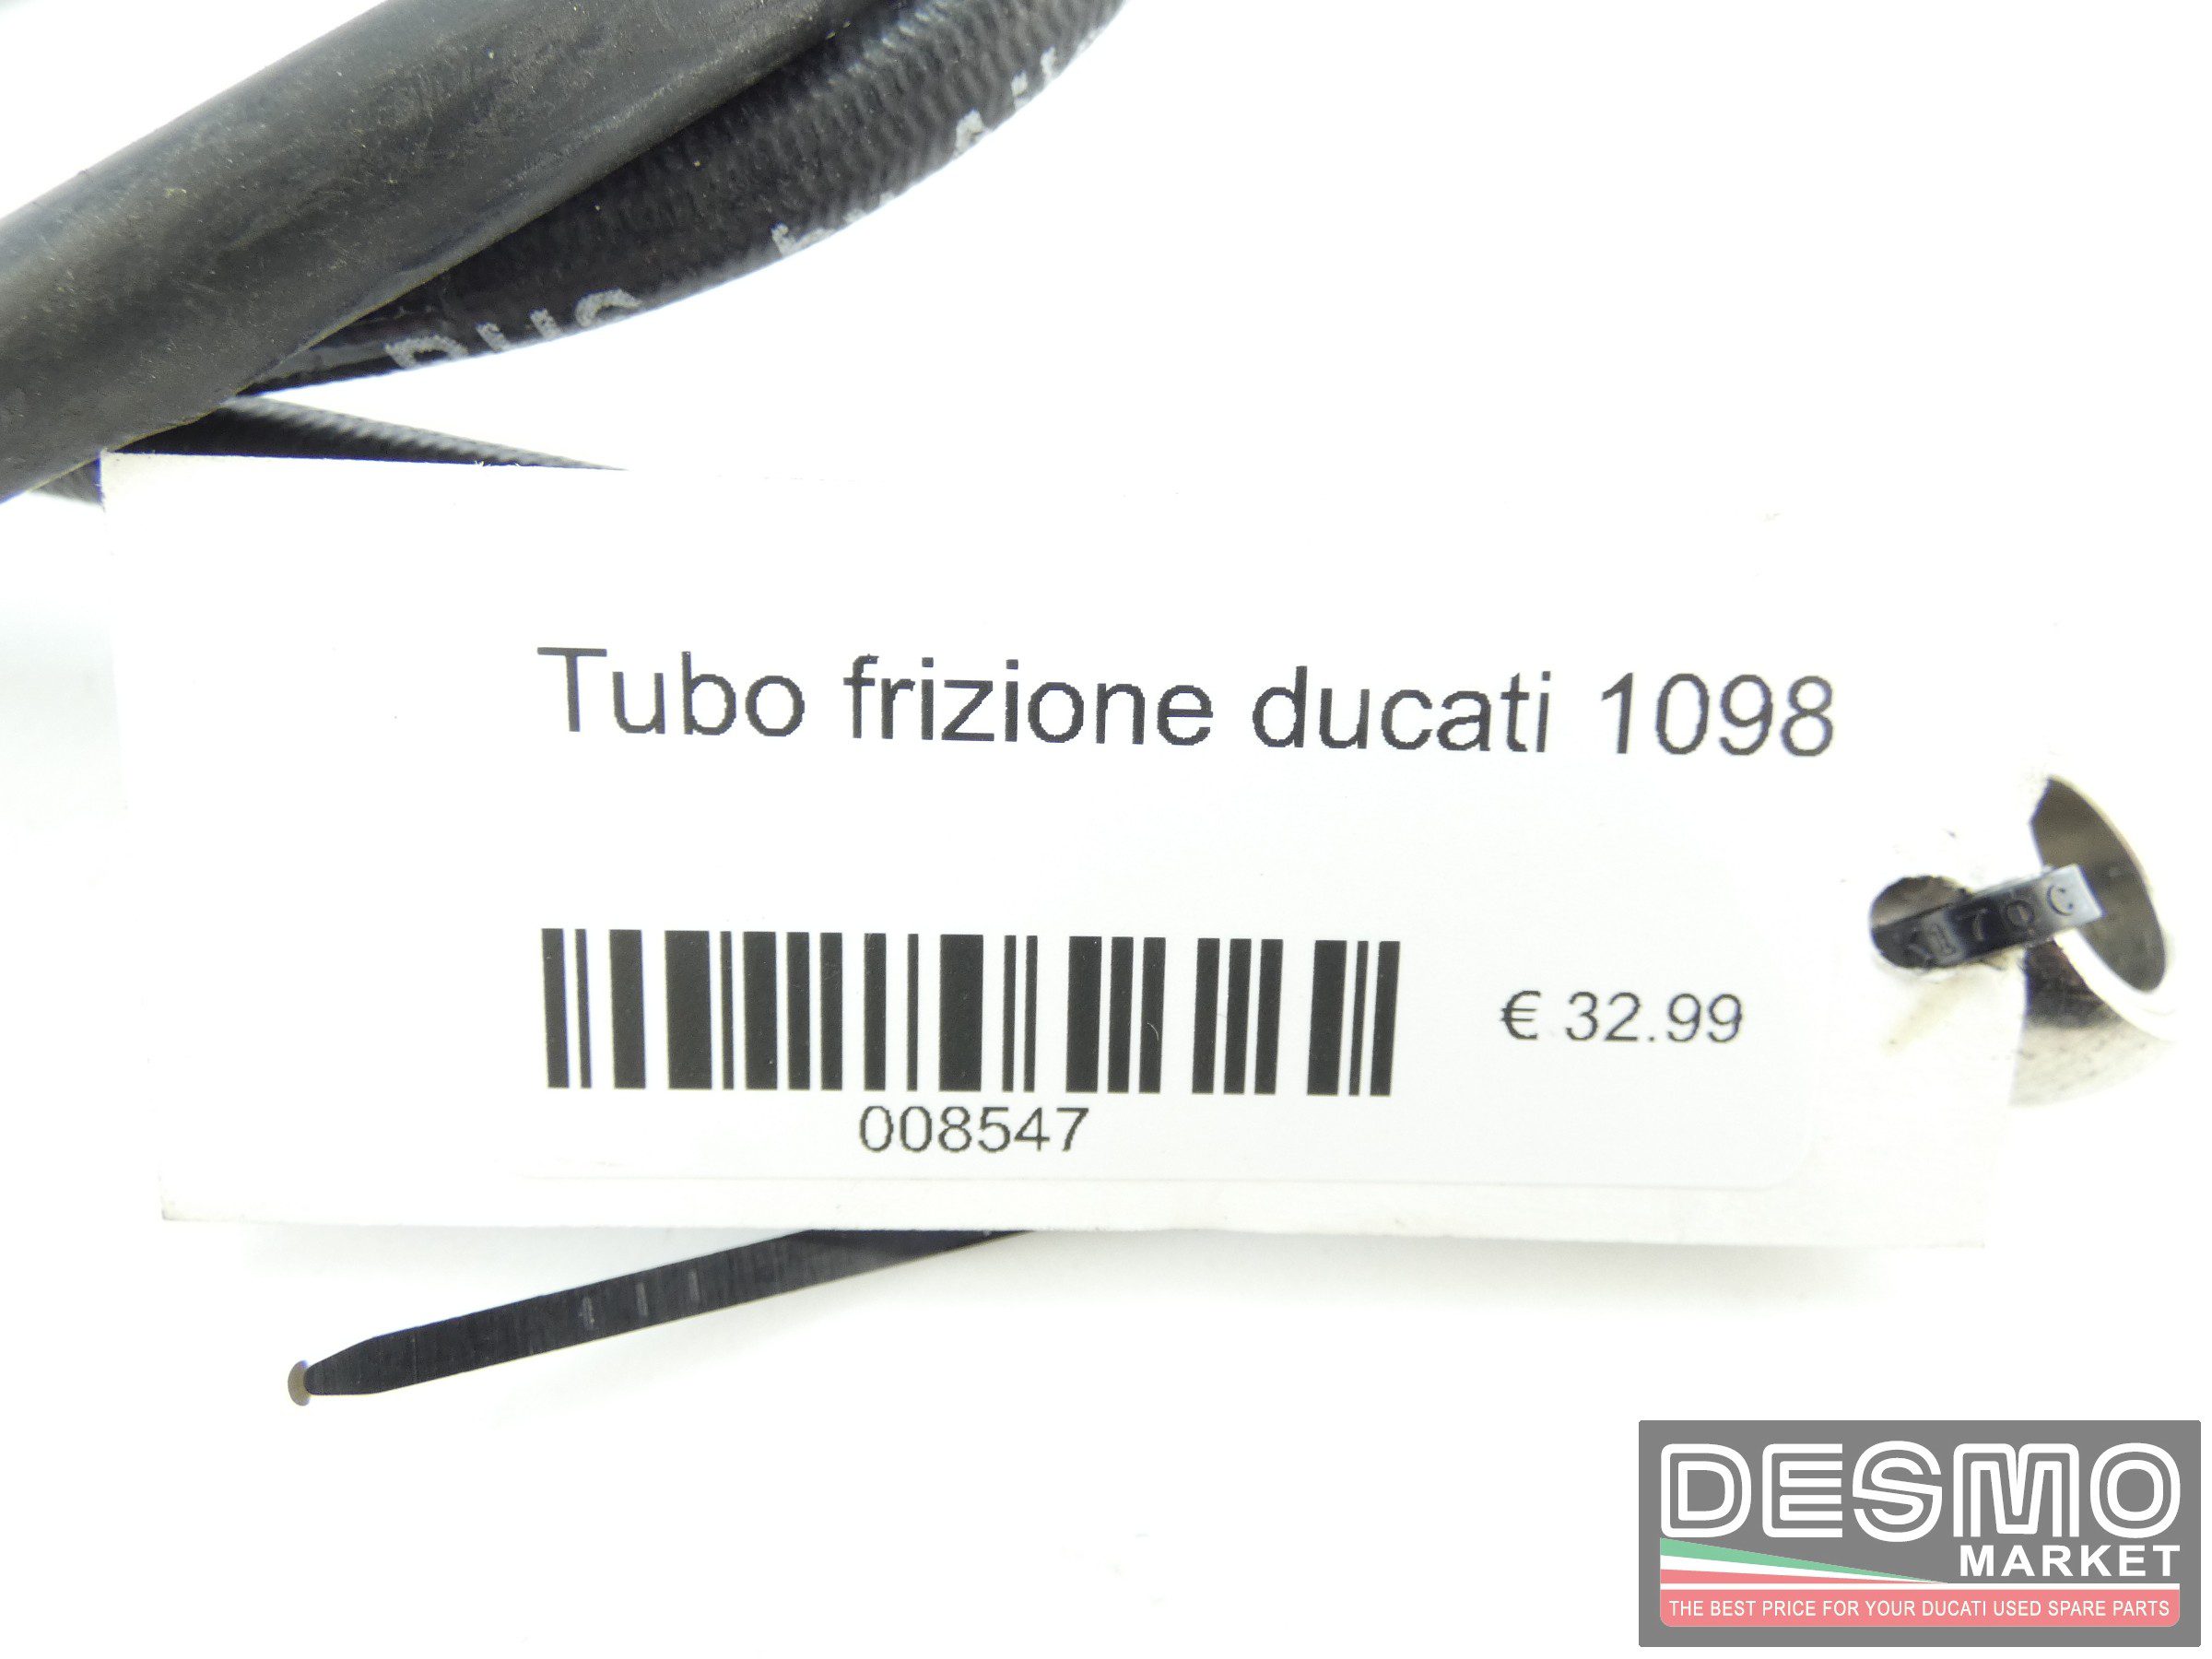 Tubo frizione ducati 1098
€ 32.99
008547
DESMO
MARKET
THE BEST PRICE FOR YOUR DUCATI USED SPARE PARTS